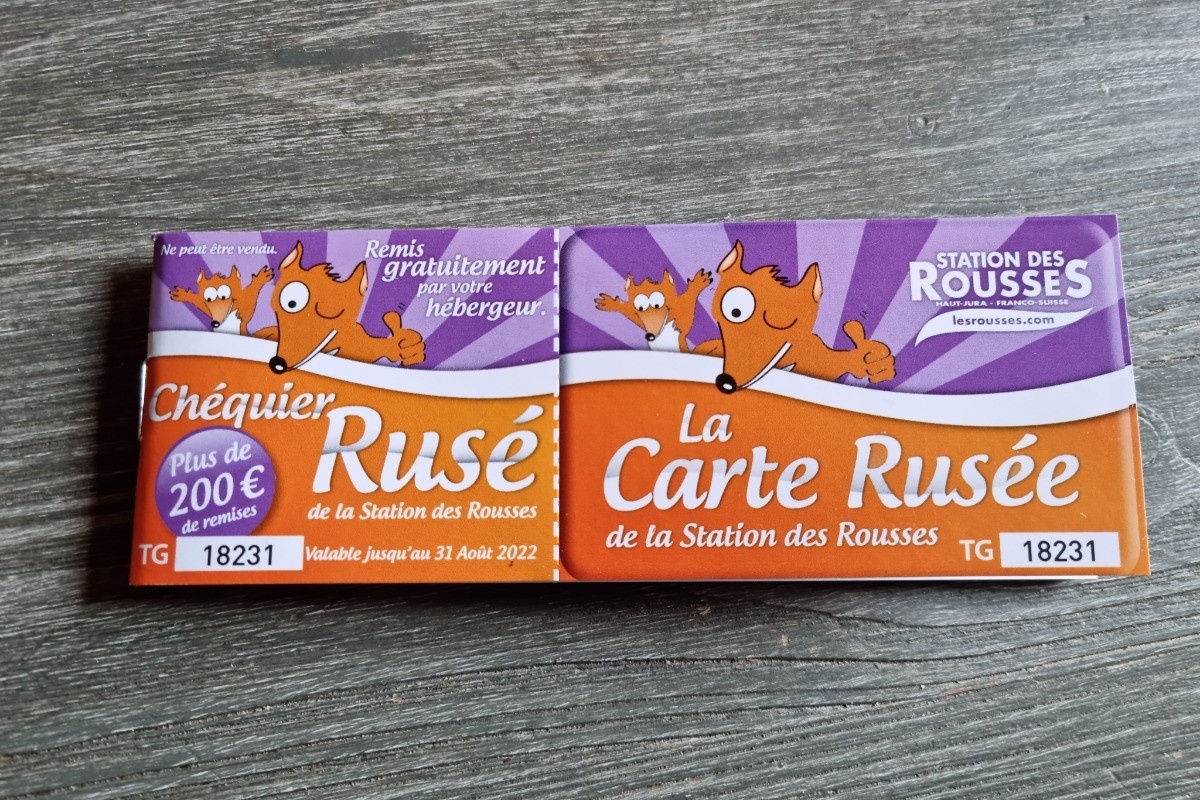 Ne peut être vendu.
Remis
gratuitement
par votre
hébergeur.
Chéquier
Rusé
de la Station des Rousses
Plus de
200 €
de remises
TG 18231
Valable jusqu'au 31 Août 2022
STATION DES
ROUSSES
HAUT-JURA - FRANCO-SUISSE
lesrousses.com
La
Carte Rusée
de la Station des Rousses
TG 18231